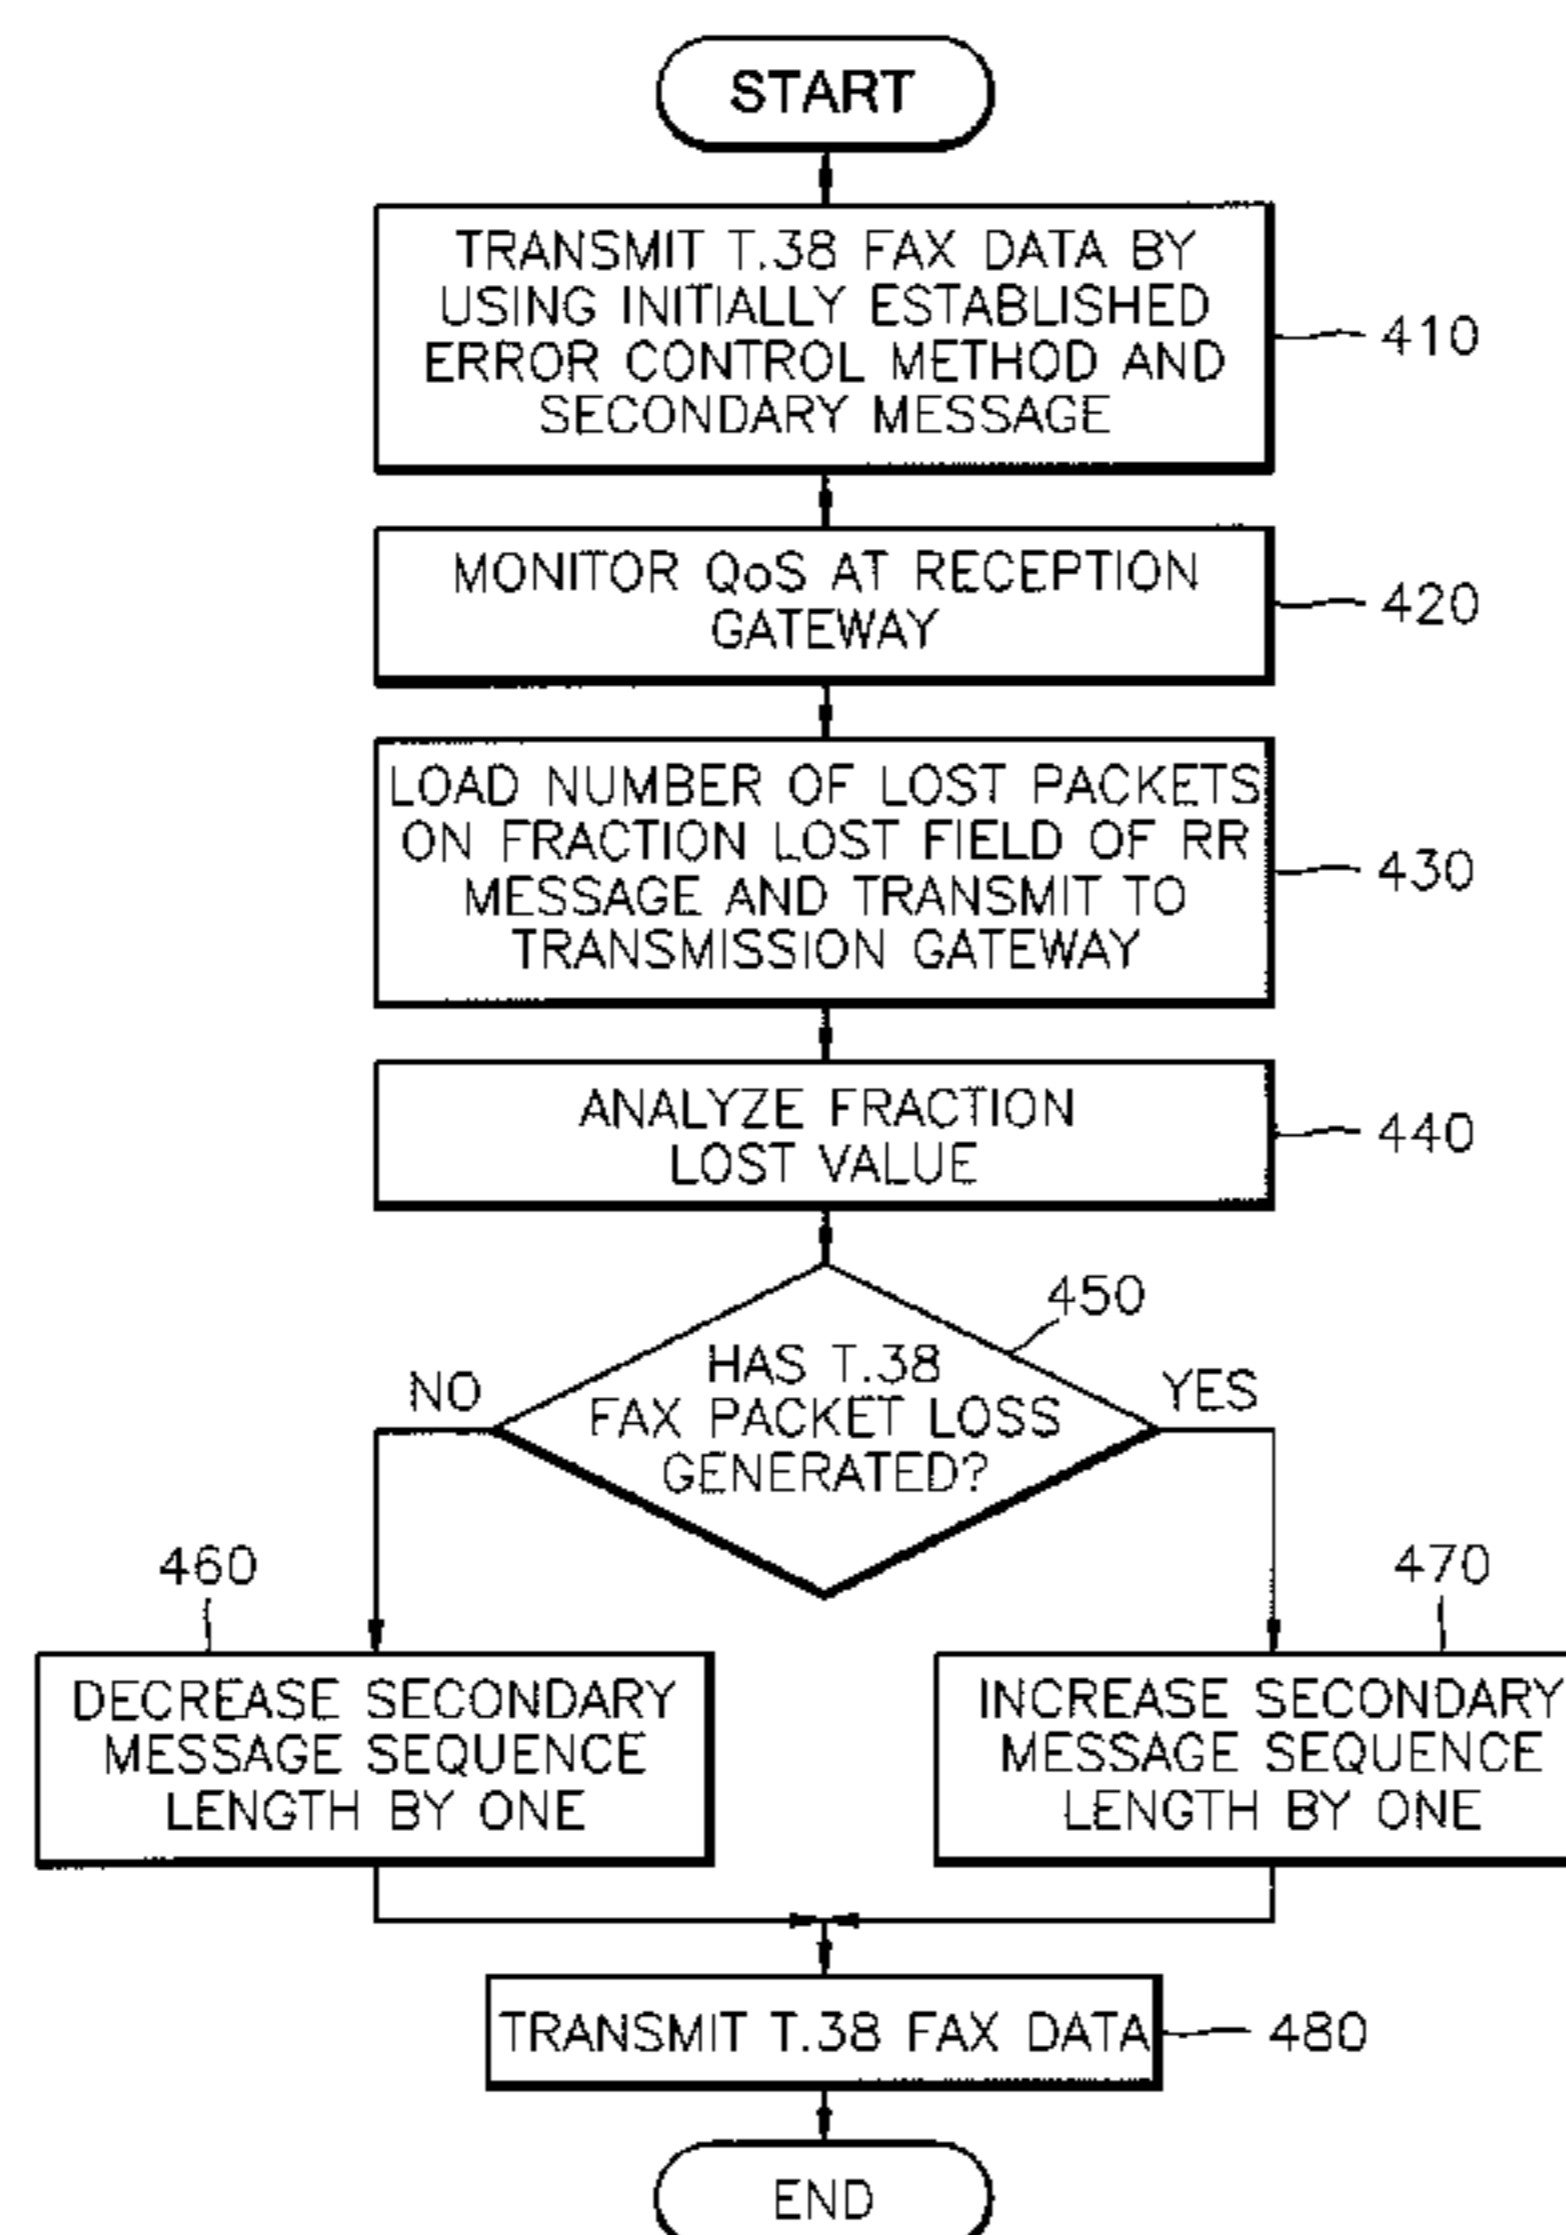 START
TRANSMIT T.38 FAX DATA BY
USING INITIALLY ESTABLISHED
ERROR CONTROL METHOD AND
SECONDARY MESSAGE
410
MONITOR QoS AT RECEPTION
GATEWAY
420
LOAD NUMBER OF LOST PACKETS
ON FRACTION LOST FIELD OF RR
MESSAGE AND TRANSMIT TO
TRANSMISSION GATEWAY
430
ANALYZE FRACTION
LOST VALUE
440
450
HAS T.38
FAX PACKET LOSS
GENERATED?
NO
YES
460
DECREASE SECONDARY
MESSAGE SEQUENCE
LENGTH BY ONE
470
INCREASE SECONDARY
MESSAGE SEQUENCE
LENGTH BY ONE
TRANSMIT T.38 FAX DATA
480
END